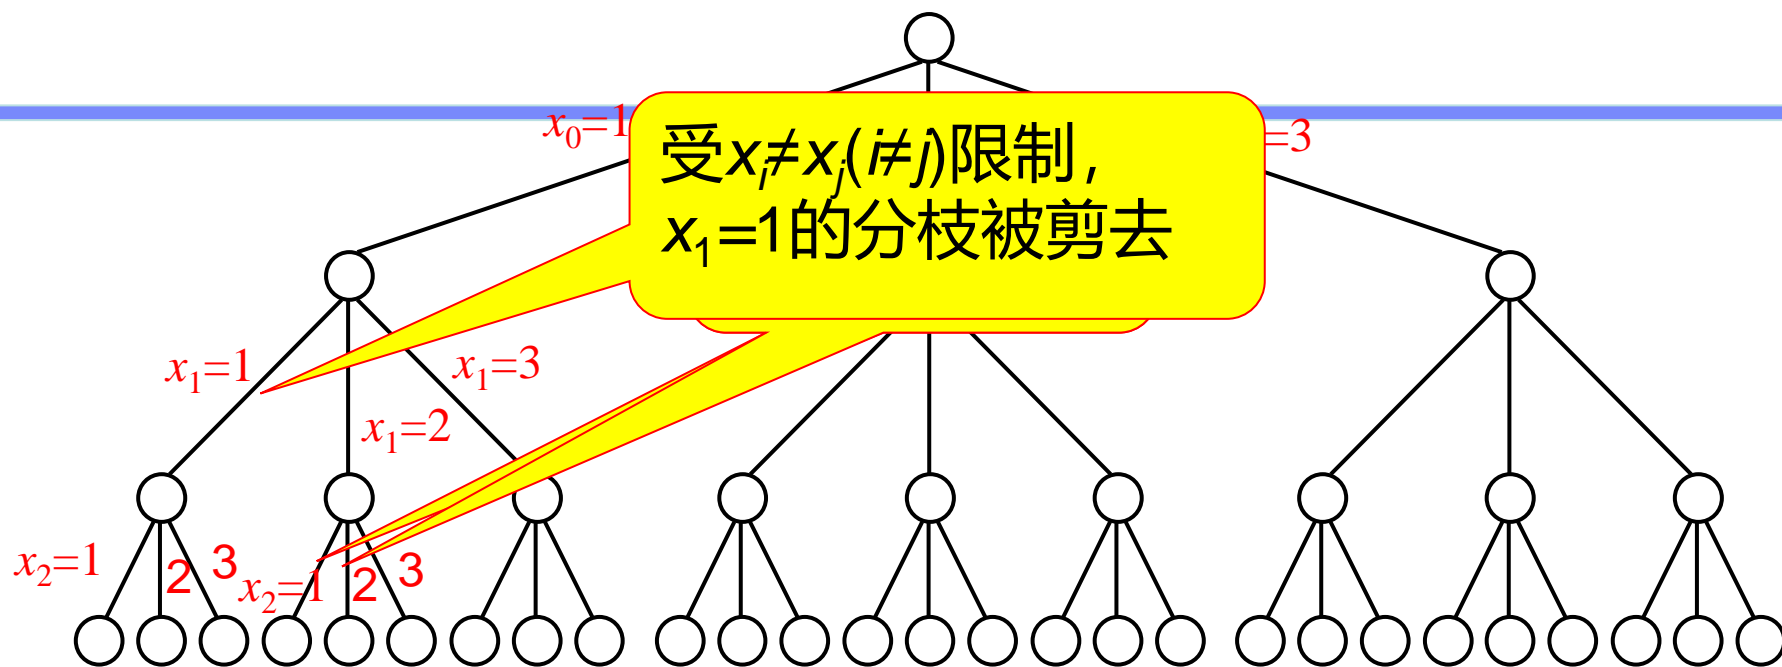 x₀=1
=3
受xᵢ≠xⱼ(i≠j)限制，
x₁=1的分枝被剪去
x₁=1
x₁=3
x₁=2
x₂=1
2
3
x₂=1
2
3